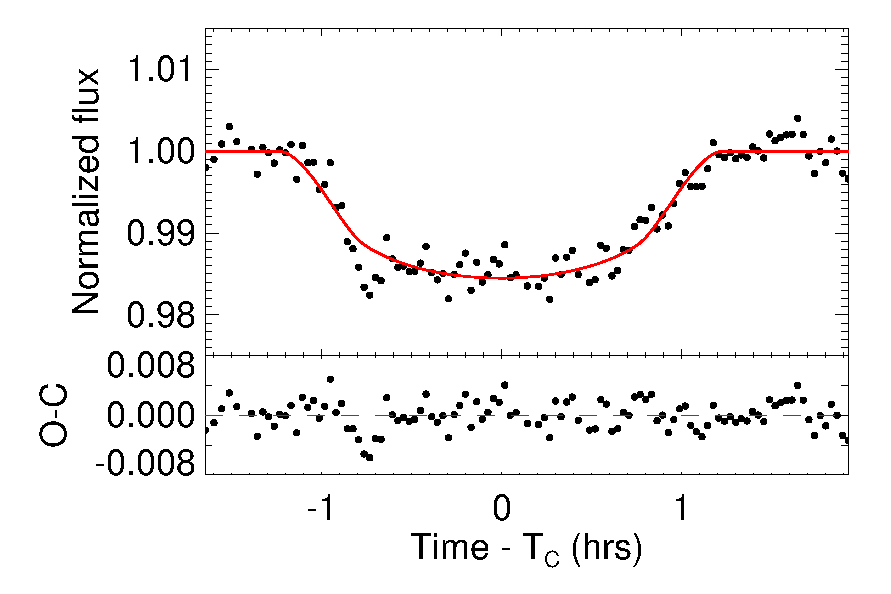 Normalized flux
1.01
1.00
0.99
0.98
O-C
0.008
0.000
-0.008
-1 0 1
Time - T_C (hrs)